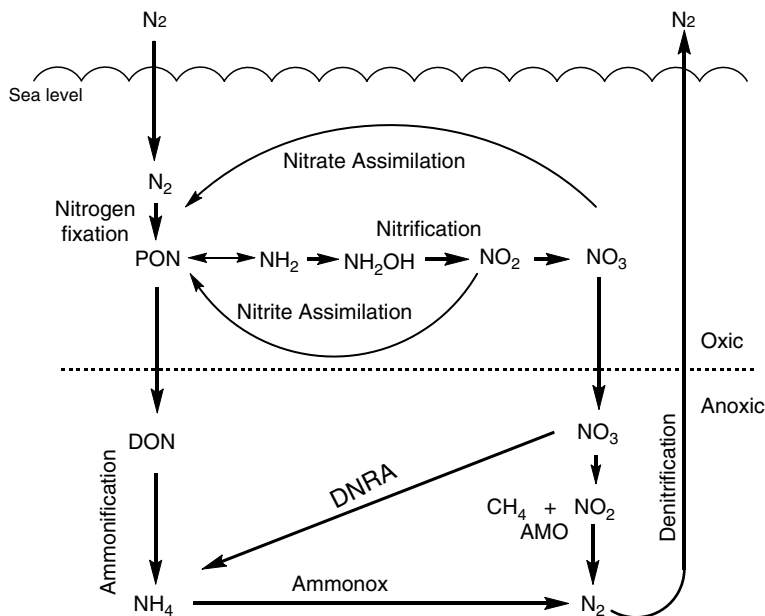 N₂ N₂
Sea level
Nitrate Assimilation
N₂
Nitrogen
fixation
Nitrification
PON NH₂ NH₂OH NO₂ NO₃
Nitrite Assimilation
Oxic
Anoxic
DON NO₃
Ammonification
DNRA
Denitrification
CH₄ + NO₂
AMO
Ammonox
NH₄ N₂